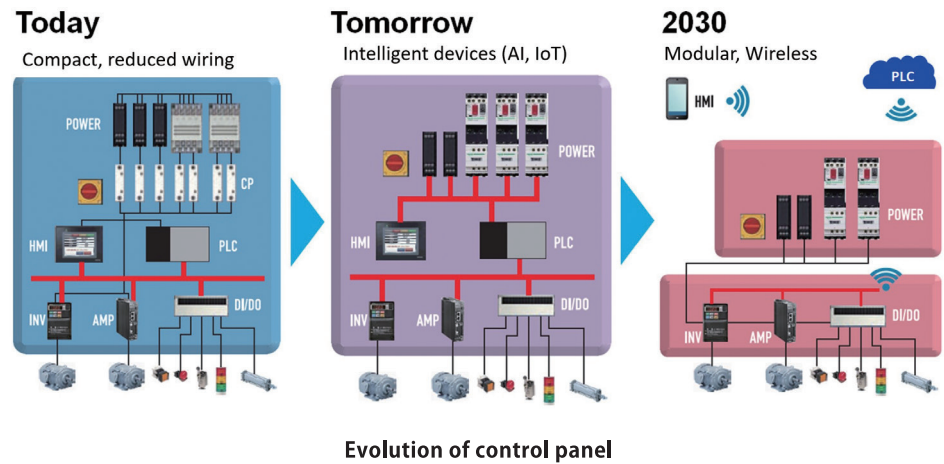 Today
Compact, reduced wiring
POWER
CP
HMI
PLC
INV
AMP
DI/DO
Tomorrow
Intelligent devices (AI, IoT)
POWER
HMI
PLC
INV
AMP
DI/DO
2030
Modular, Wireless
HMI
PLC
POWER
INV
AMP
DI/DO
Evolution of control panel